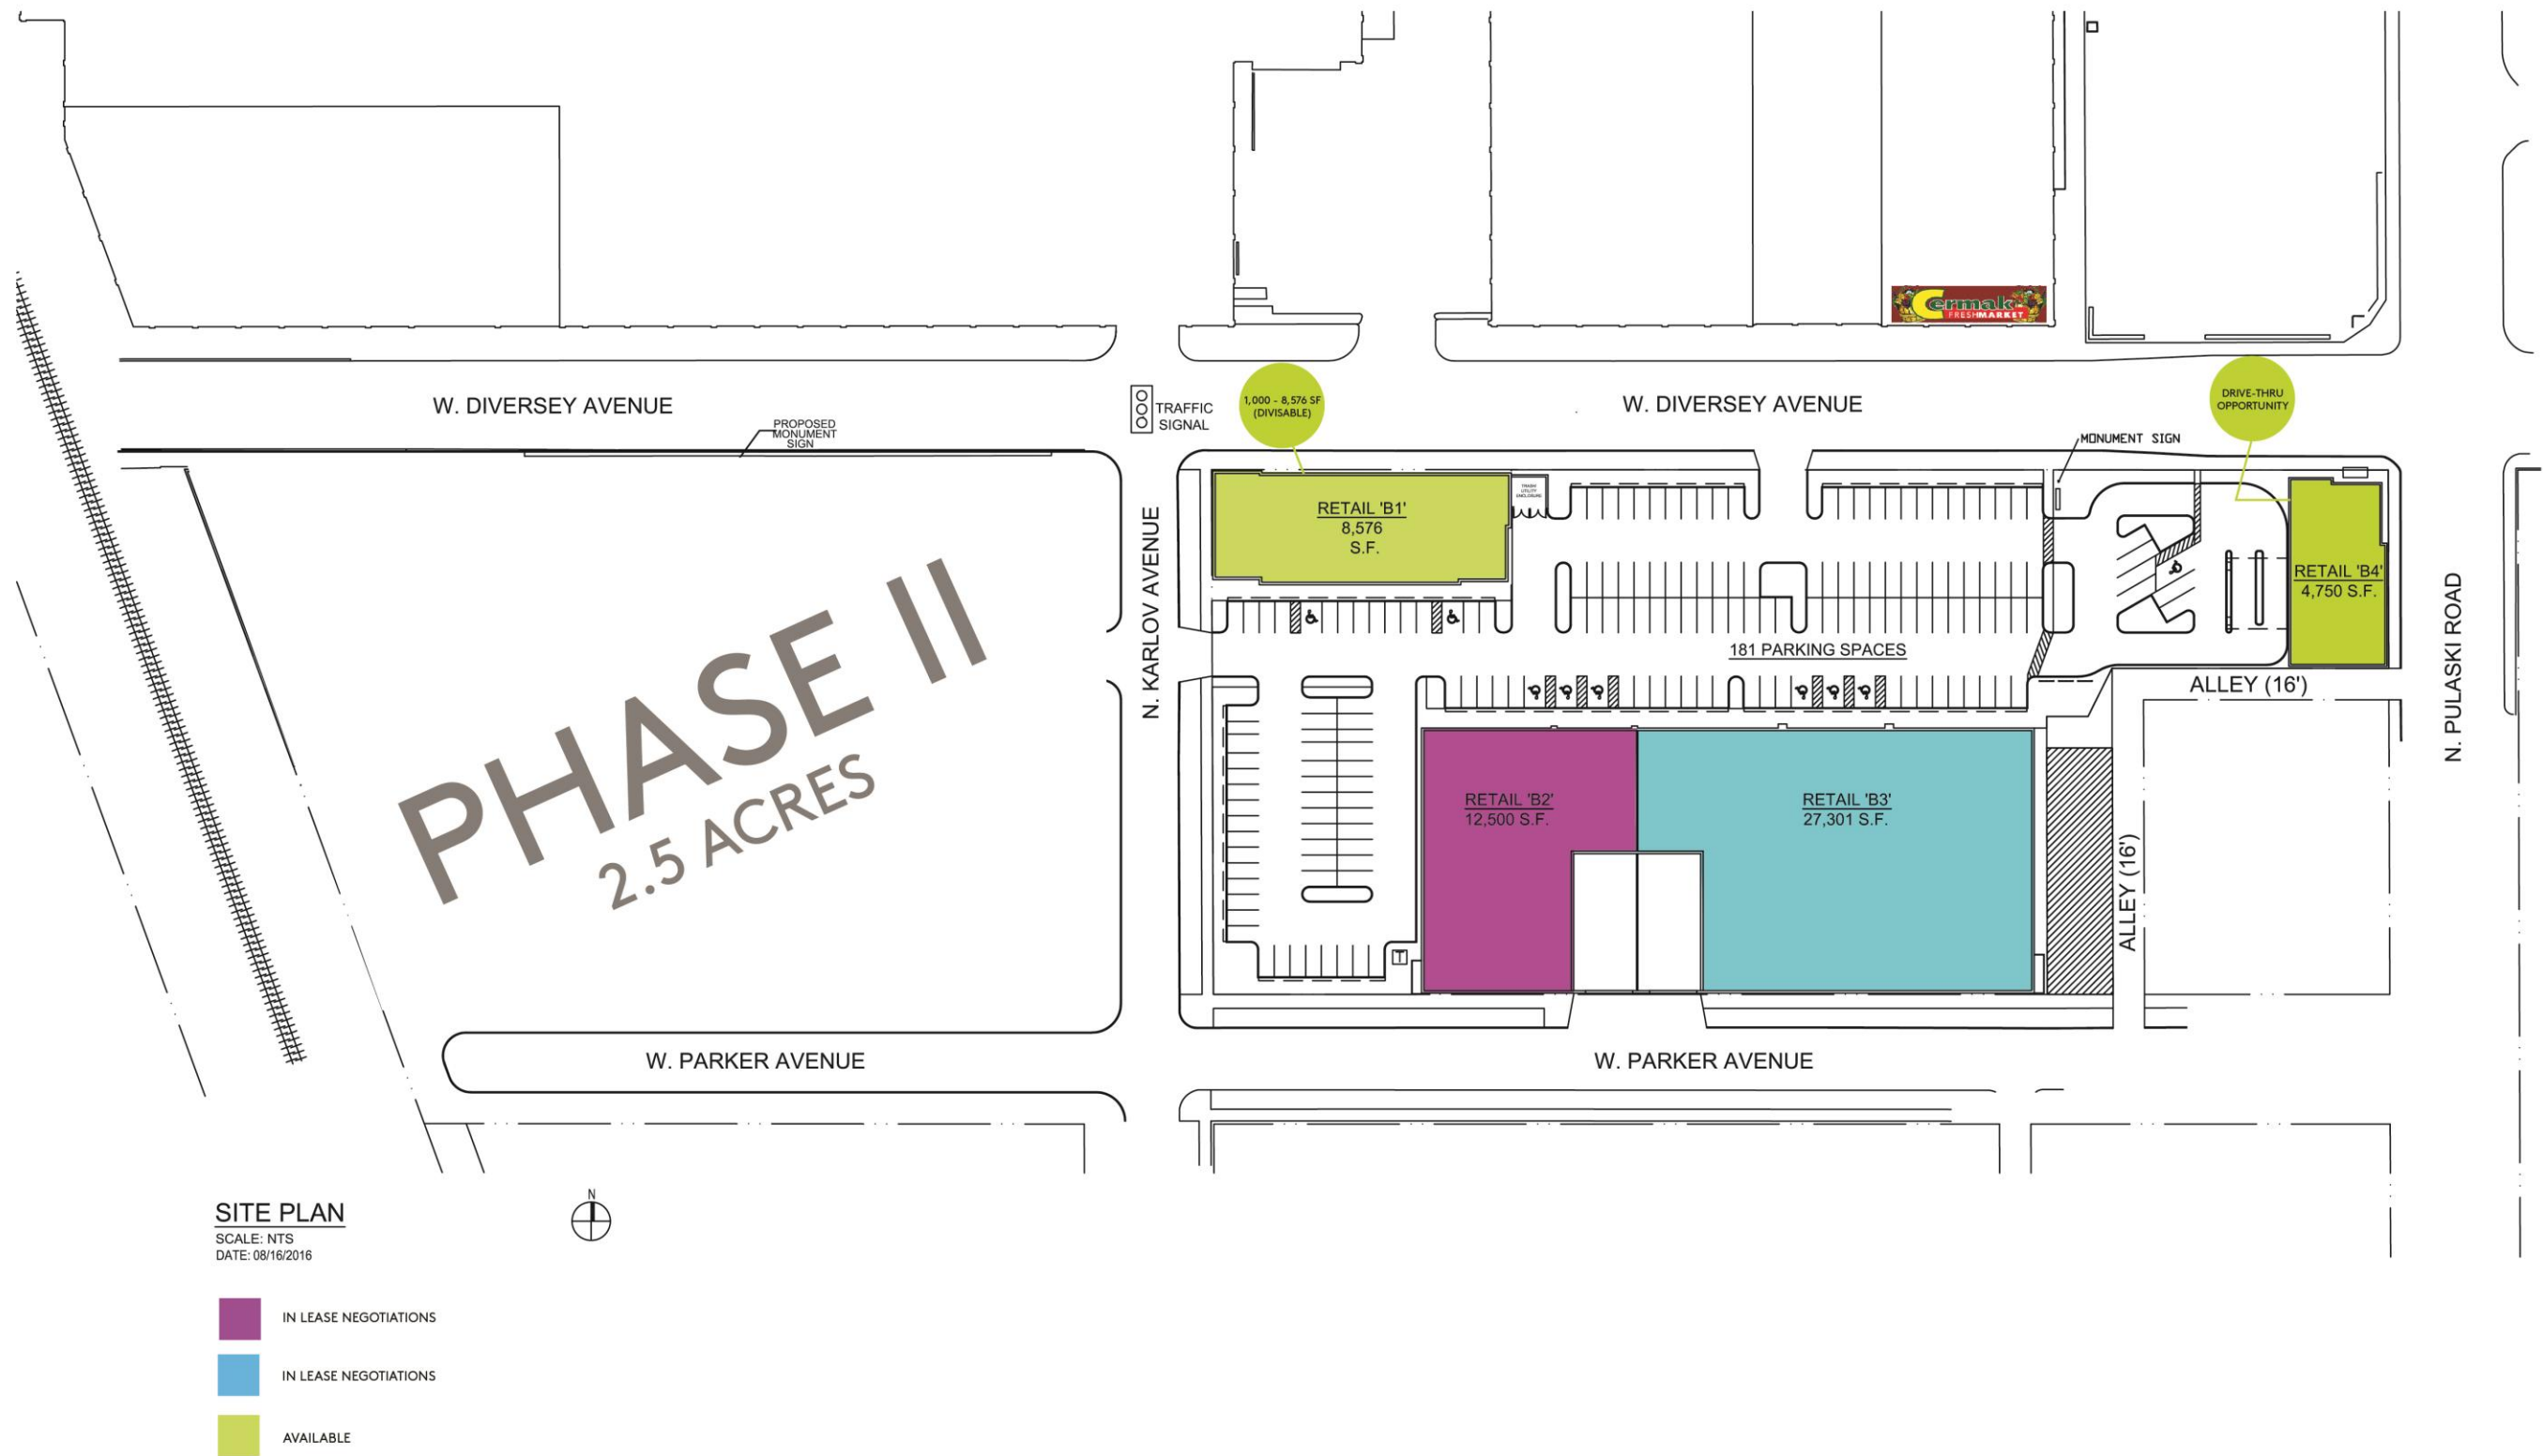 Cermak
FRESHMARKET
W. DIVERSEY AVENUE
PROPOSED
MONUMENT
SIGN
TRAFFIC
SIGNAL
1,000 - 8,576 SF
(DIVISABLE)
W. DIVERSEY AVENUE
DRIVE-THRU
OPPORTUNITY
MONUMENT SIGN
N. KARLOV AVENUE
RETAIL 'B1'
8,576
S.F.
TRASH/
UTILITY
ENCLOSURE
RETAIL 'B4'
4,750 S.F.
N. PULASKI ROAD
181 PARKING SPACES
ALLEY (16')
PHASE II
2.5 ACRES
RETAIL 'B2'
12,500 S.F.
RETAIL 'B3'
27,301 S.F.
ALLEY (16')
T
W. PARKER AVENUE
W. PARKER AVENUE
N
SITE PLAN
SCALE: NTS
DATE: 08/16/2016
IN LEASE NEGOTIATIONS
IN LEASE NEGOTIATIONS
AVAILABLE